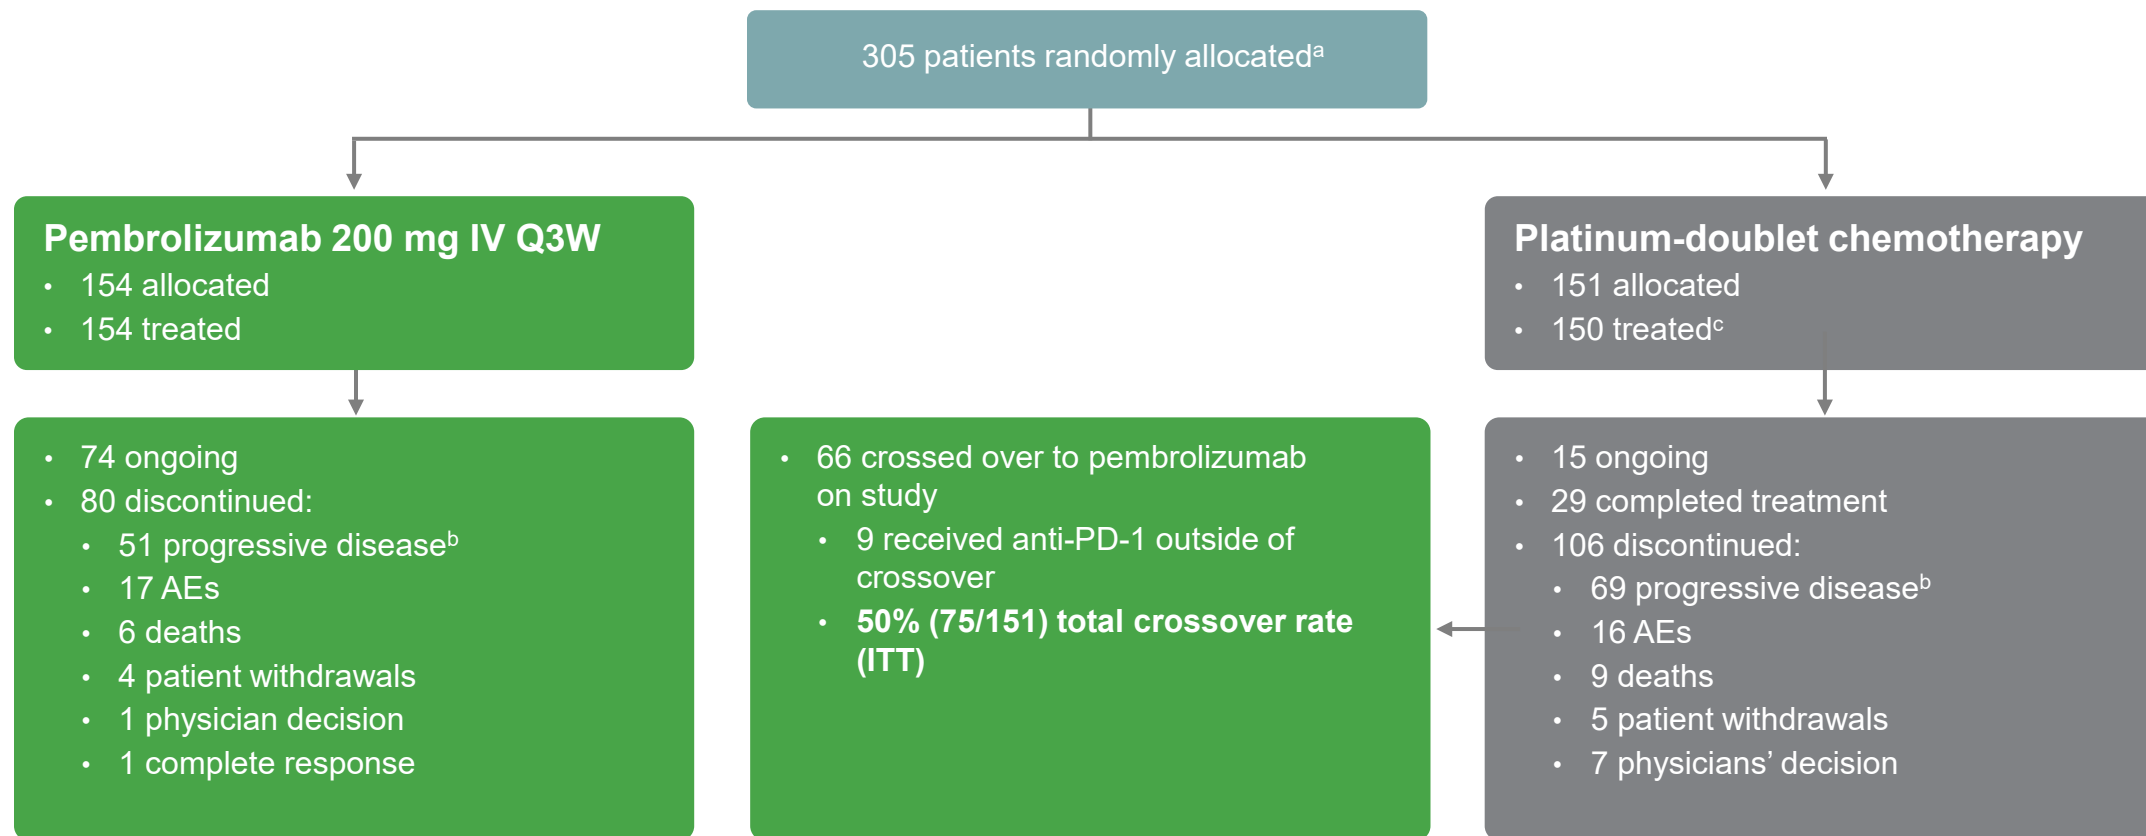 305 patients randomly allocatedᵃ
Pembrolizumab 200 mg IV Q3W
• 154 allocated
• 154 treated
Platinum-doublet chemotherapy
• 151 allocated
• 150 treatedᶜ
• 74 ongoing
• 80 discontinued:
• 51 progressive diseaseᵇ
• 17 AEs
• 6 deaths
• 4 patient withdrawals
• 1 physician decision
• 1 complete response
• 66 crossed over to pembrolizumab
on study
• 9 received anti-PD-1 outside of
crossover
• 50% (75/151) total crossover rate
(ITT)
• 15 ongoing
• 29 completed treatment
• 106 discontinued:
• 69 progressive diseaseᵇ
• 16 AEs
• 9 deaths
• 5 patient withdrawals
• 7 physicians’ decision